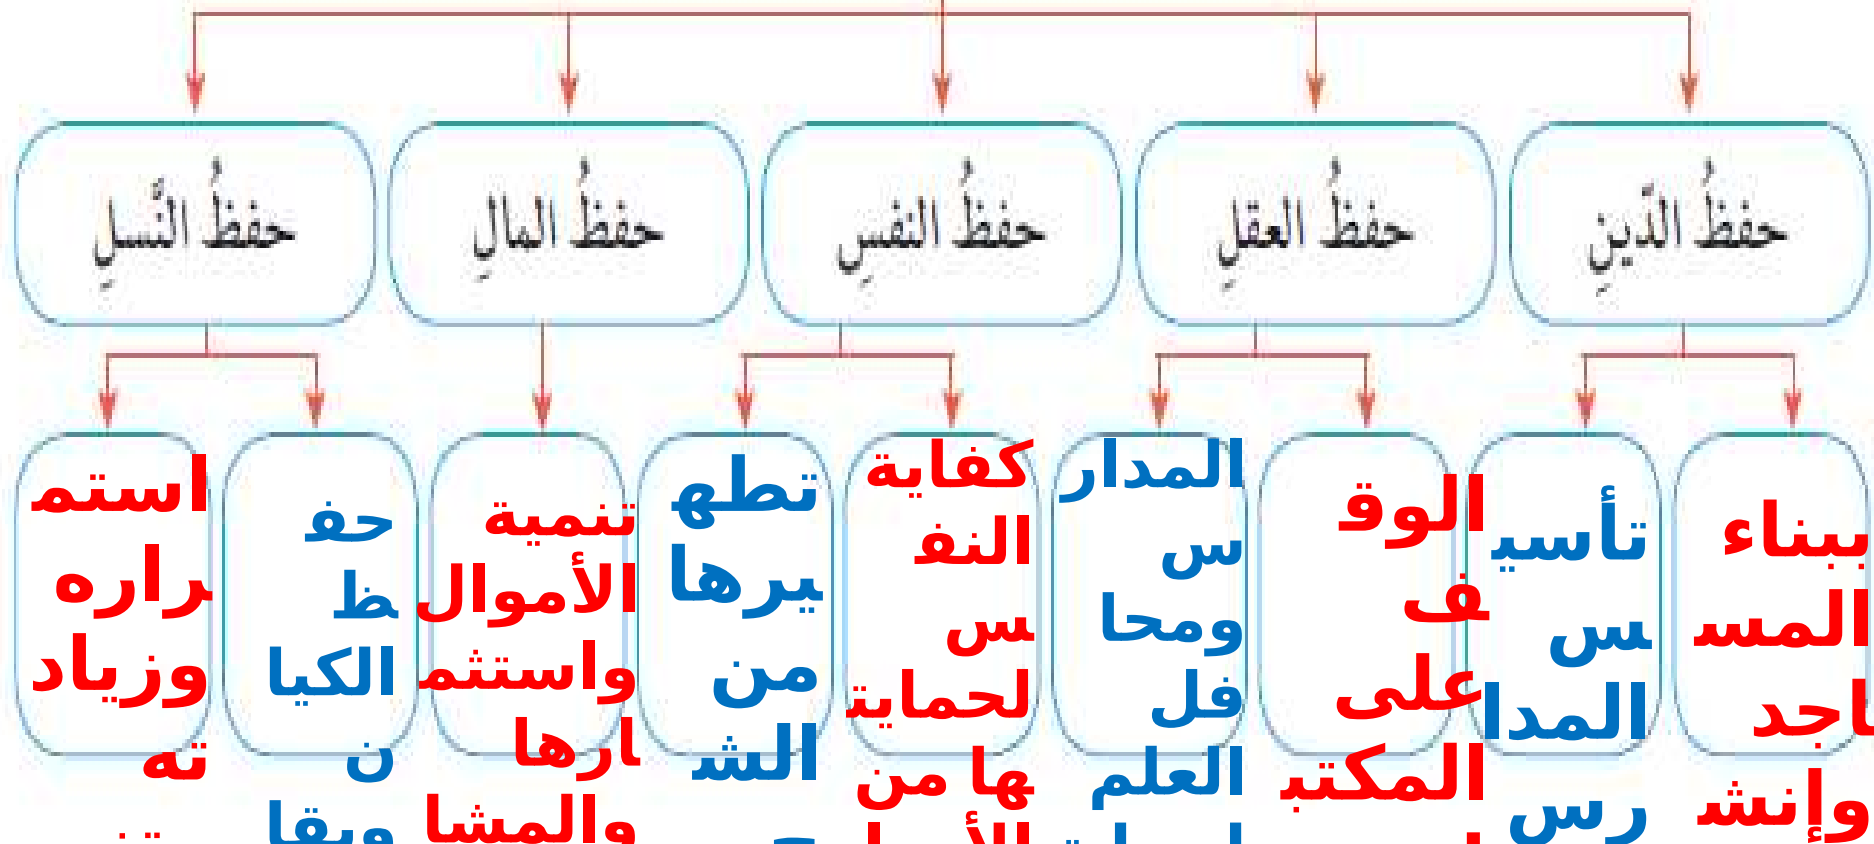 حفظُ الدّينِ
حفظُ العقلِ
حفظُ النفسِ
حفظُ المالِ
حفظُ النَّسلِ
ببناء
المس
اجد
وإنش
تأسي
س
المدا
رس
الوق
ف
على
المكتب
المدار
س
ومحا
فل
العلم
كفاية
النف
س
لحمايت
ها من
تطه
يرها
من
الش
ح
تنمية
الأموال
واستثم
ارها
والمشا
حف
ظ
الكيا
ن
وبقا
استم
راره
وزياد
ته